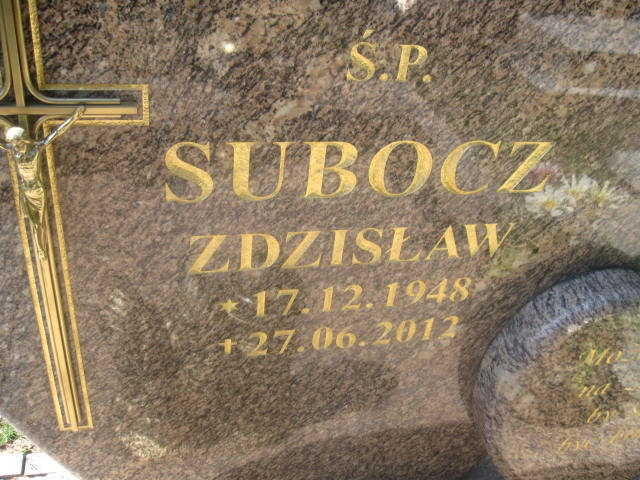 Ś.P.
SUBOCZ
ZDZISŁAW
* 17.12.1948
+ 27.06.2012